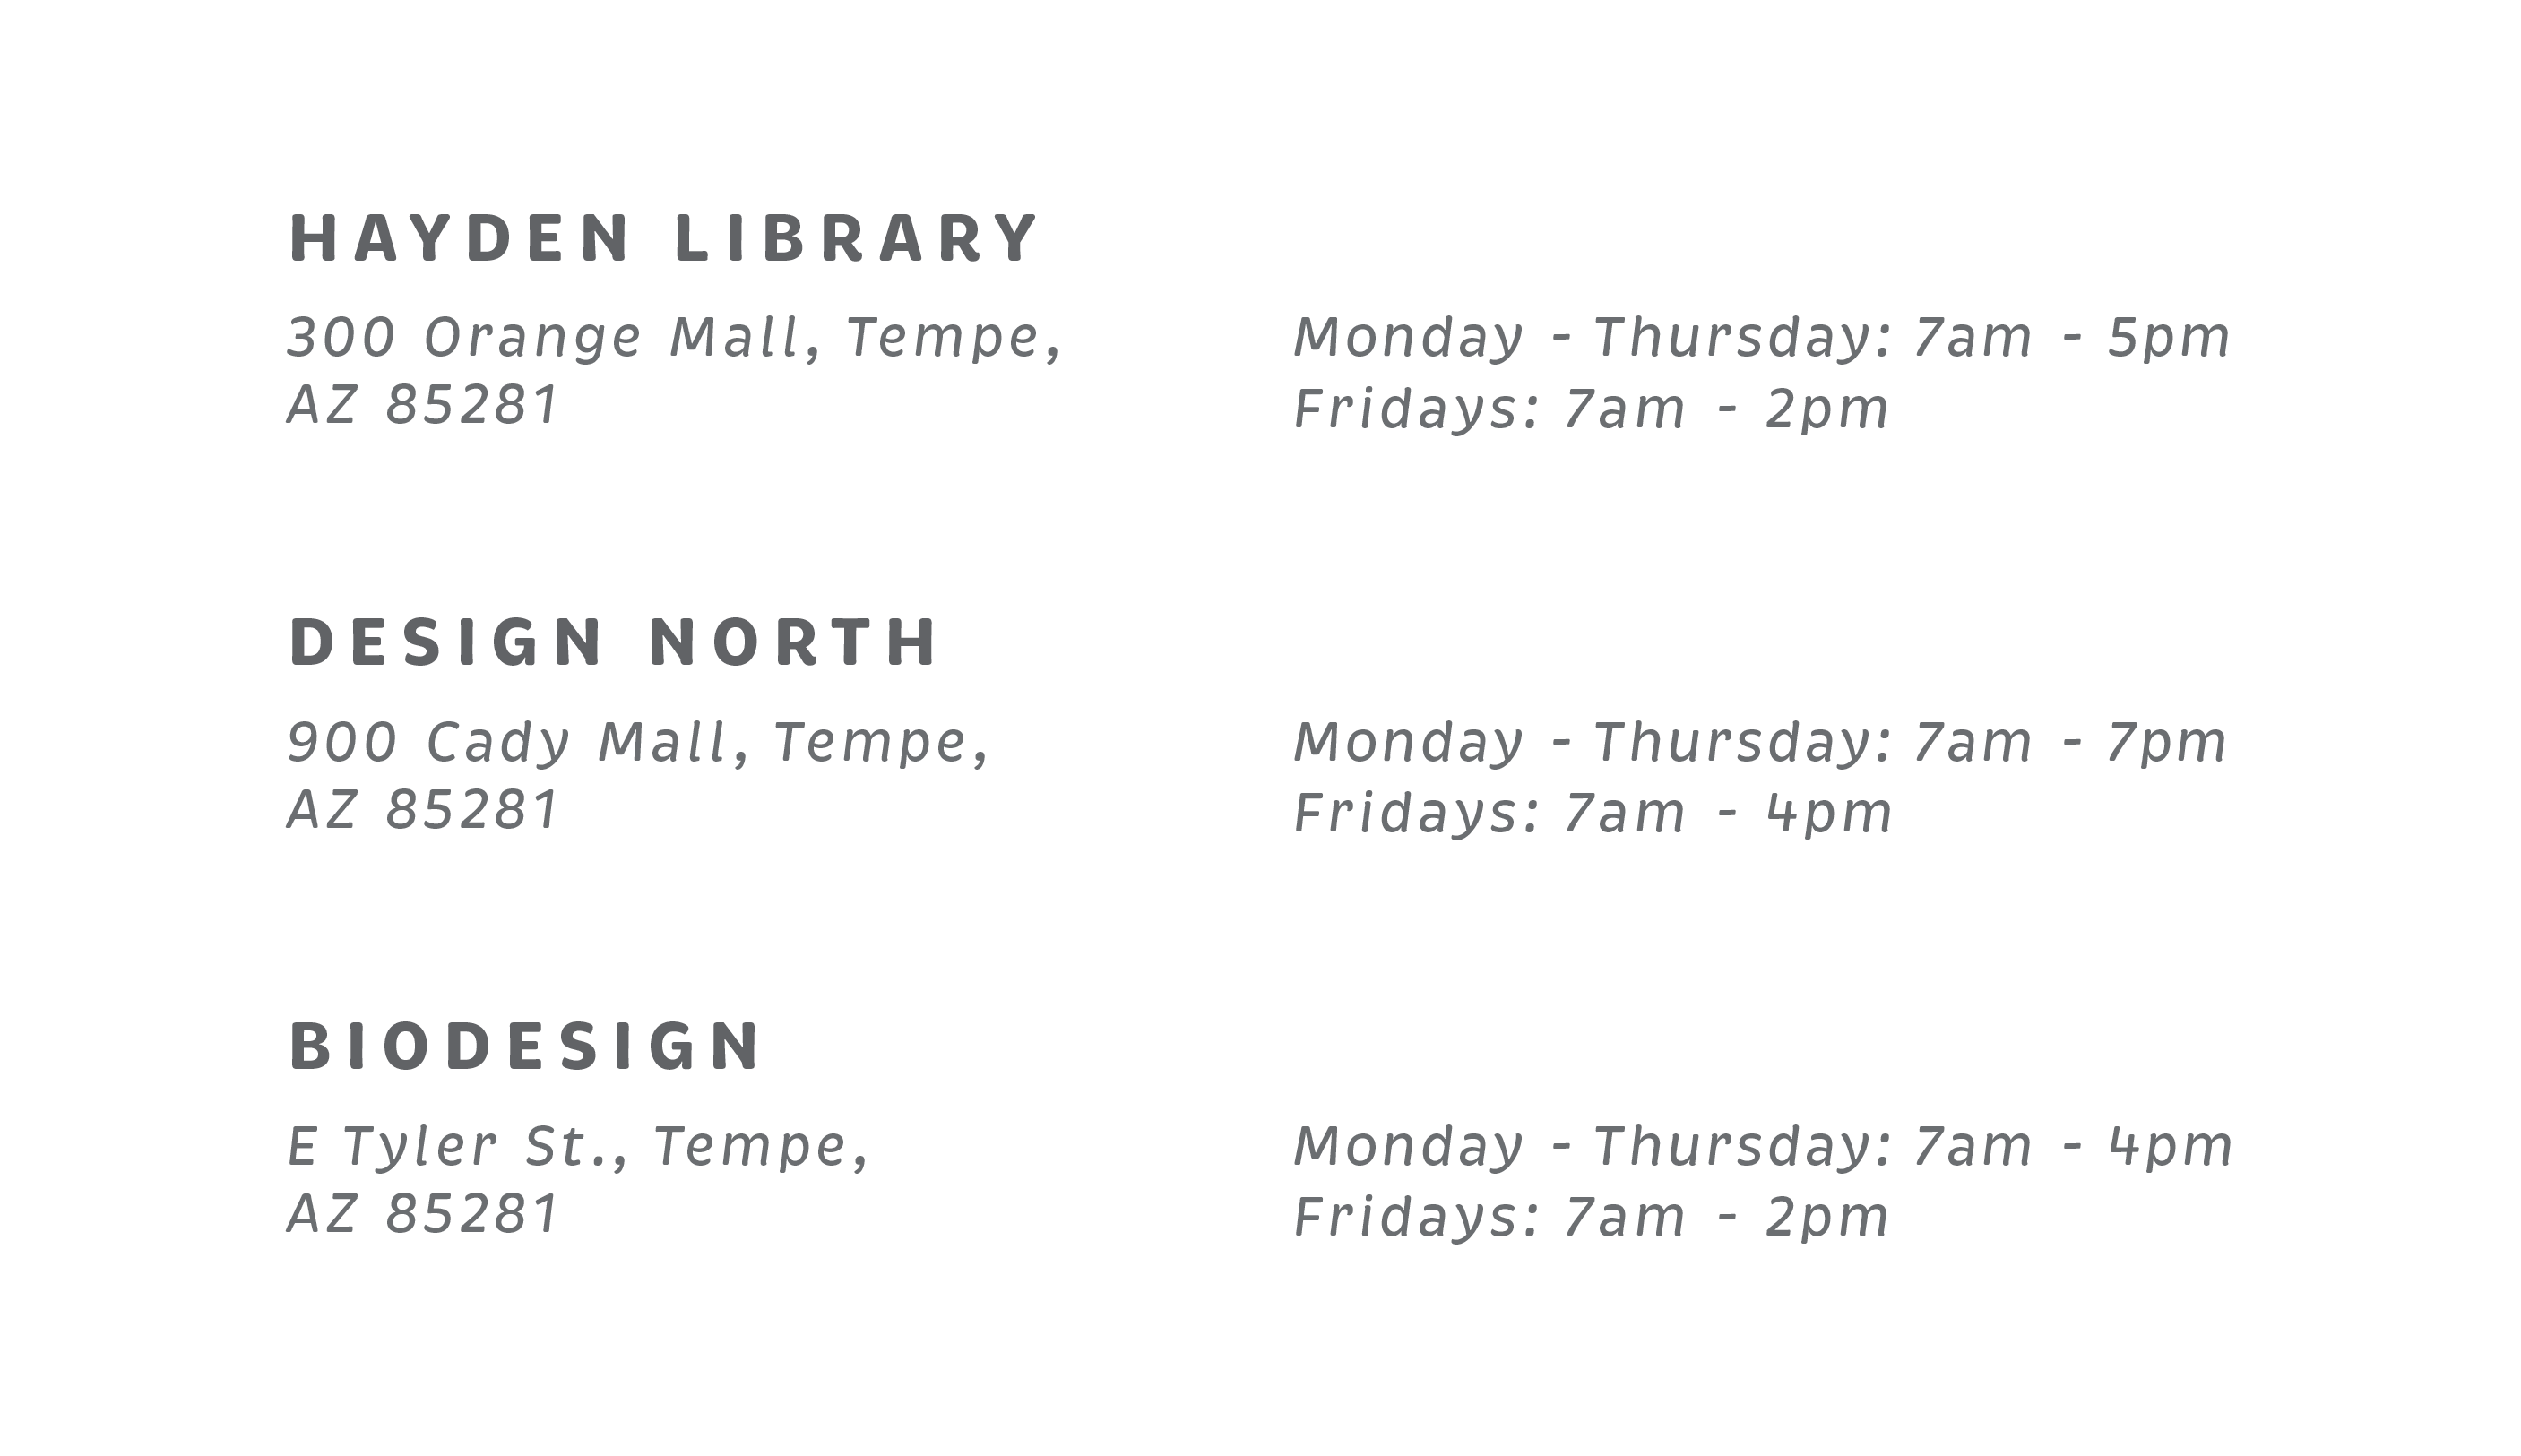 HAYDEN LIBRARY
300 Orange Mall, Tempe,
AZ 85281
Monday - Thursday: 7am - 5pm
Fridays: 7am - 2pm
DESIGN NORTH
900 Cady Mall, Tempe,
AZ 85281
Monday - Thursday: 7am - 7pm
Fridays: 7am - 4pm
BIODESIGN
E Tyler St., Tempe,
AZ 85281
Monday - Thursday: 7am - 4pm
Fridays: 7am - 2pm